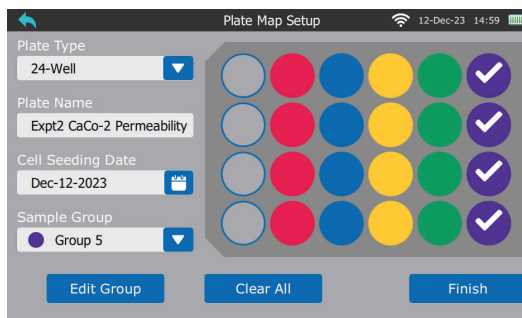 Plate Map Setup
12-Dec-23 14:59
Plate Type
24-Well
Plate Name
Expt2 CaCo-2 Permeability
Cell Seeding Date
Dec-12-2023
Sample Group
Group 5
Edit Group
Clear All
Finish